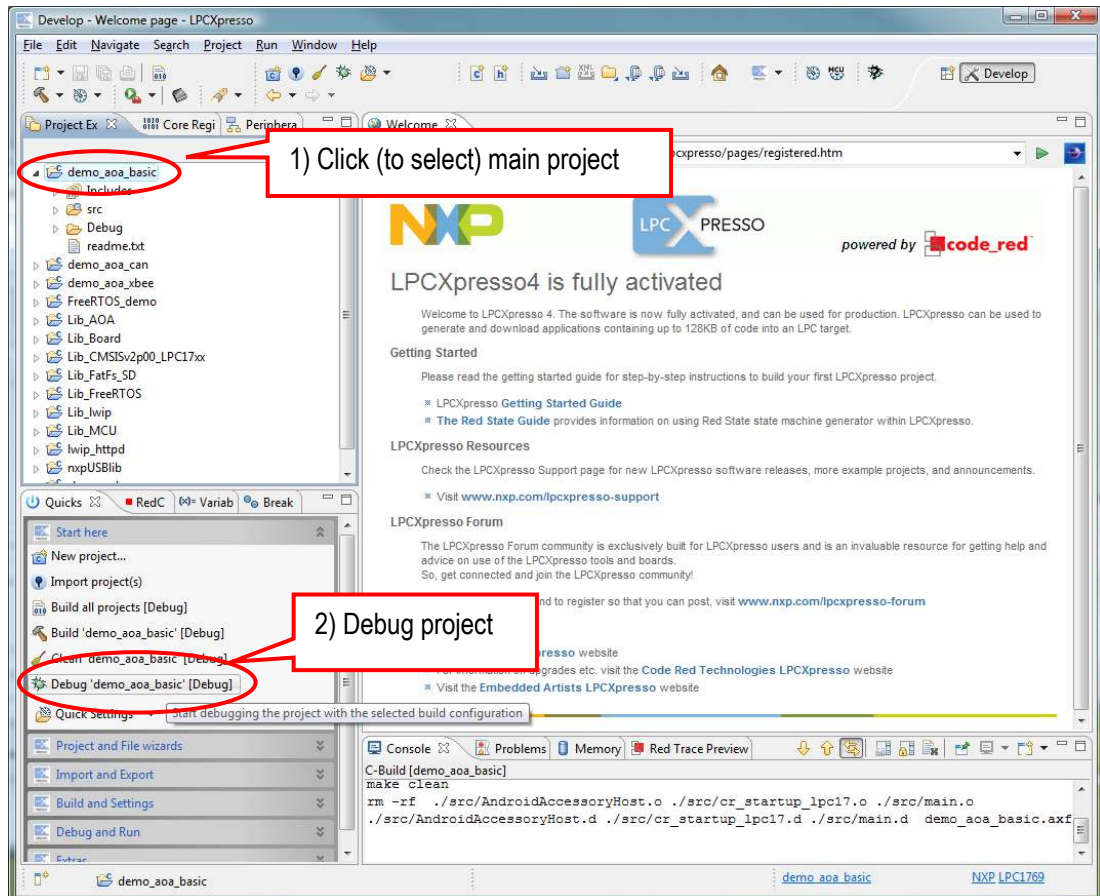 Develop - Welcome page - LPCXpresso
File Edit Navigate Search Project Run Window Help
Develop
Project Ex
Core Regi
Periphera
Welcome
1) Click (to select) main project
pcxpresso/pages/registered.htm
demo_aoa_basic
Includes
src
Debug
readme.txt
demo_aoa_can
demo_aoa_xbee
FreeRTOS_demo
Lib_AOA
Lib_Board
Lib_CMSISv2p00_LPC17xx
Lib_FatFs_SD
Lib_FreeRTOS
Lib_lwip
Lib_MCU
lwip_httpd
nxpUSBlib
NXP
LPC XPRESSO
powered by code_red
LPCXpresso4 is fully activated
Welcome to LPCXpresso 4. The software is now fully activated, and can be used for production. LPCXpresso can be used to
generate and download applications containing up to 128KB of code into an LPC target.
Getting Started
Please read the getting started guide for step-by-step instructions to build your first LPCXpresso project.
LPCXpresso Getting Started Guide
The Red State Guide provides information on using Red State state machine generator within LPCXpresso.
LPCXpresso Resources
Check the LPCXpresso Support page for new LPCXpresso software releases, more example projects, and announcements.
Visit www.nxp.com/lpcxpresso-support
LPCXpresso Forum
The LPCXpresso Forum community is exclusively built for LPCXpresso users and is an invaluable resource for getting help and
advice on use of the LPCXpresso tools and boards.
So, get connected and join the LPCXpresso community!
nd to register so that you can post, visit www.nxp.com/lpcxpresso-forum
presso website
For information on upgrades etc. visit the Code Red Technologies LPCXpresso website
Visit the Embedded Artists LPCXpresso website
Quicks
RedC
(x)= Variab
Break
Start here
New project...
Import project(s)
Build all projects [Debug]
Build 'demo_aoa_basic' [Debug]
Clean 'demo_aoa_basic' [Debug]
Debug 'demo_aoa_basic' [Debug]
2) Debug project
Quick Settings
Start debugging the project with the selected build configuration
Project and File wizards
Import and Export
Build and Settings
Debug and Run
Extras
Console
Problems
Memory
Red Trace Preview
C-Build [demo_aoa_basic]
make clean
rm -rf ./src/AndroidAccessoryHost.o ./src/cr_startup_lpc17.o ./src/main.o
./src/AndroidAccessoryHost.d ./src/cr_startup_lpc17.d ./src/main.d demo_aoa_basic.axf
demo_aoa_basic
demo_aoa_basic
NXP LPC1769